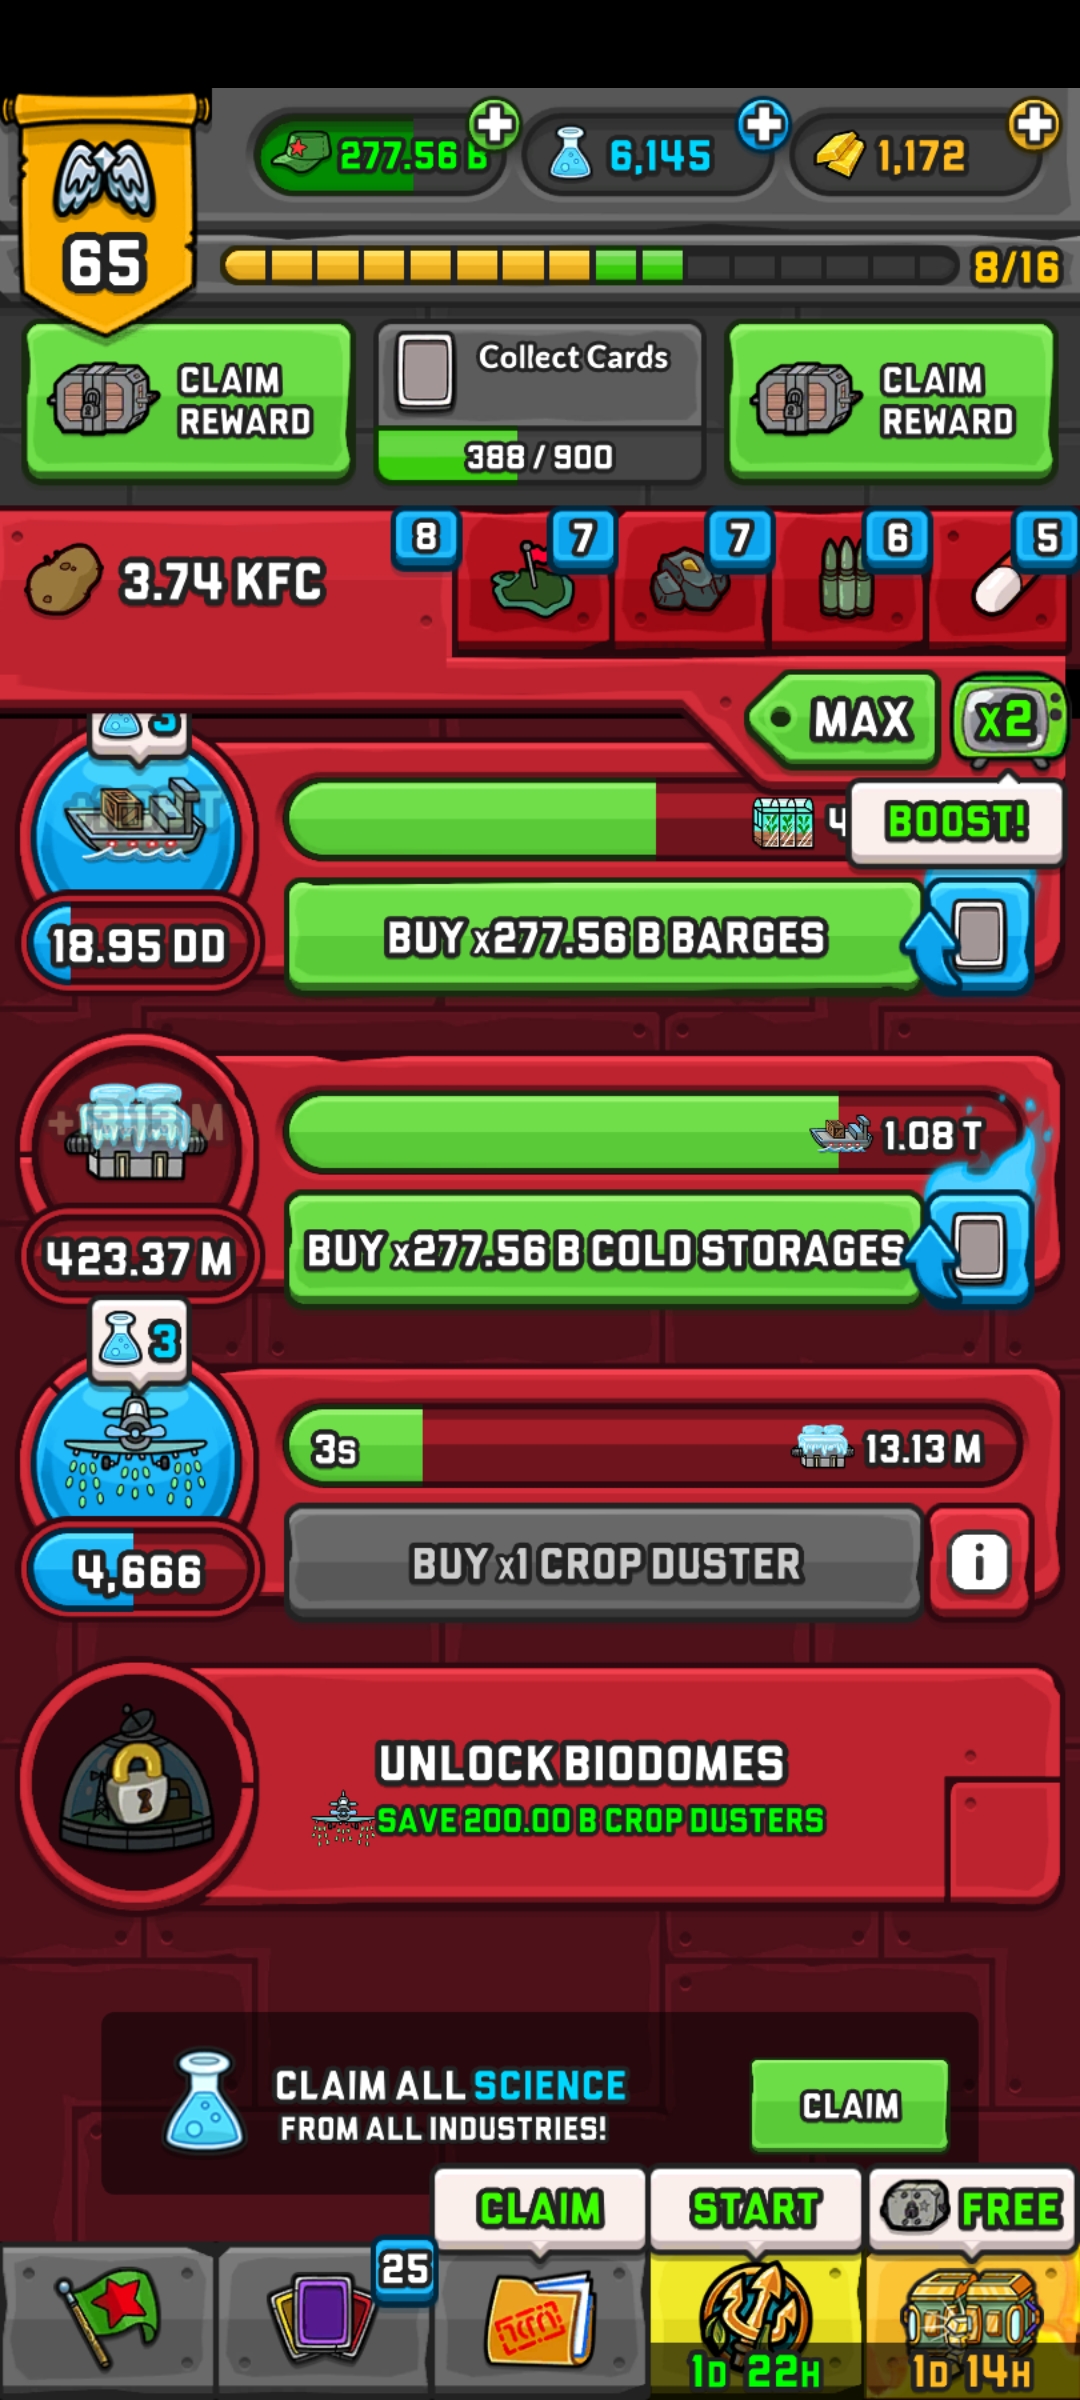 277.56 B
6,145
1,172
65
8/16
CLAIM
REWARD
Collect Cards
388 / 900
CLAIM
REWARD
3.74 KFC
8
7
7
6
5
MAX
x2
BOOST!
3
4
18.95 DD
BUY x277.56 B BARGES
1.08 T
423.37 M
BUY x277.56 B COLD STORAGES
3
3s
13.13 M
4,666
BUY x1 CROP DUSTER
i
UNLOCK BIODOMES
SAVE 200.00 B CROP DUSTERS
CLAIM ALL SCIENCE
FROM ALL INDUSTRIES!
CLAIM
CLAIM
START
FREE
25
1D 22H
1D 14H